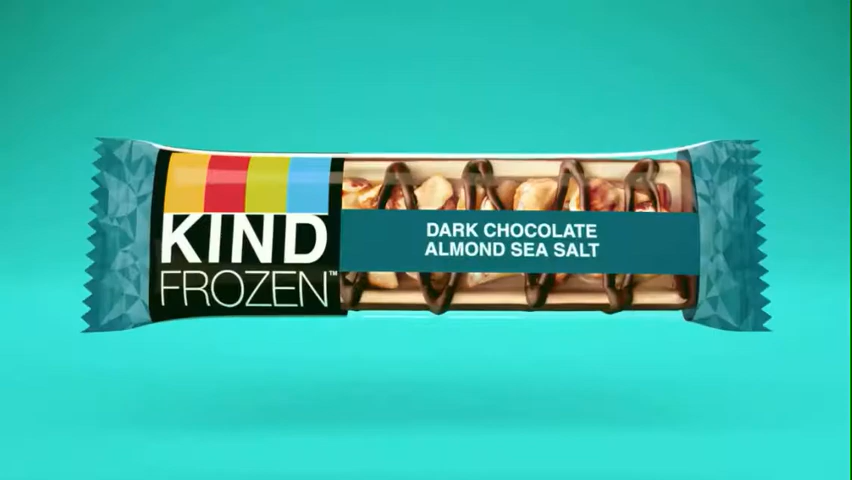 KIND
FROZEN™
DARK CHOCOLATE
ALMOND SEA SALT